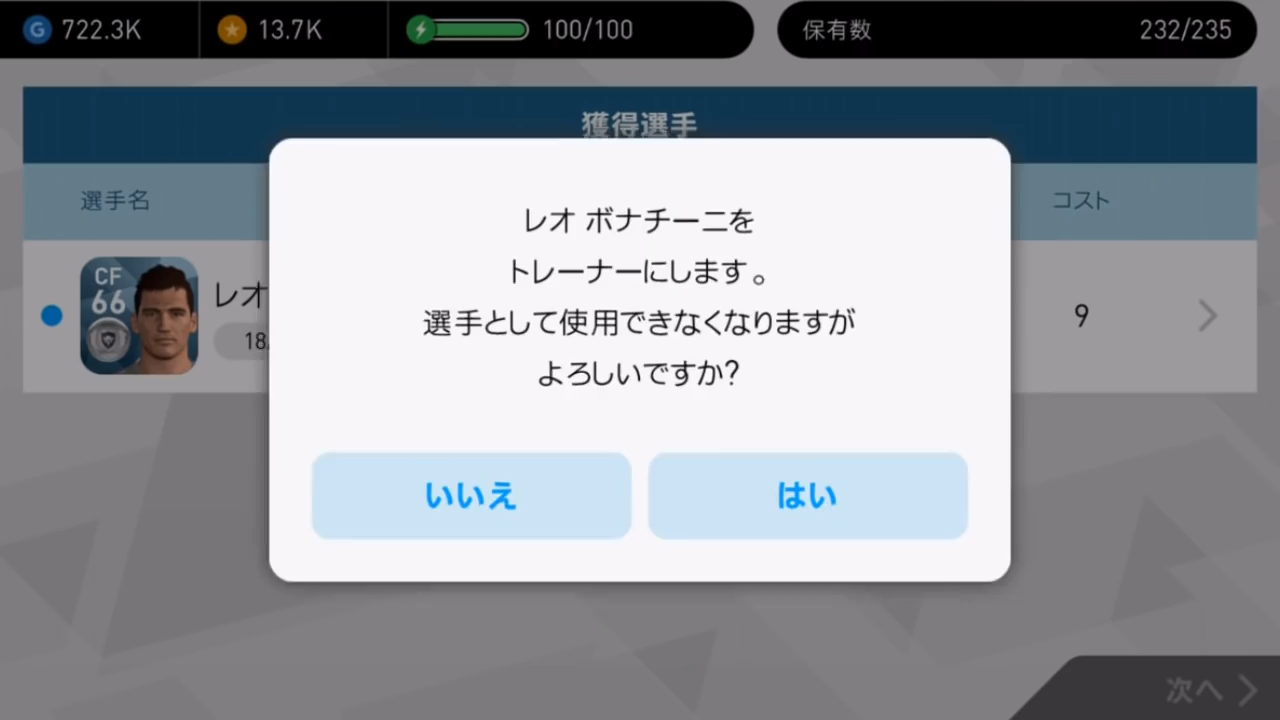 G 722.3K
13.7K
100/100
保有数 232/235
獲得選手
選手名 コスト
CF
66
レオ
18
9
レオ ボナチーニを
トレーナーにします。
選手として使用できなくなりますが
よろしいですか?
いいえ はい
次へ